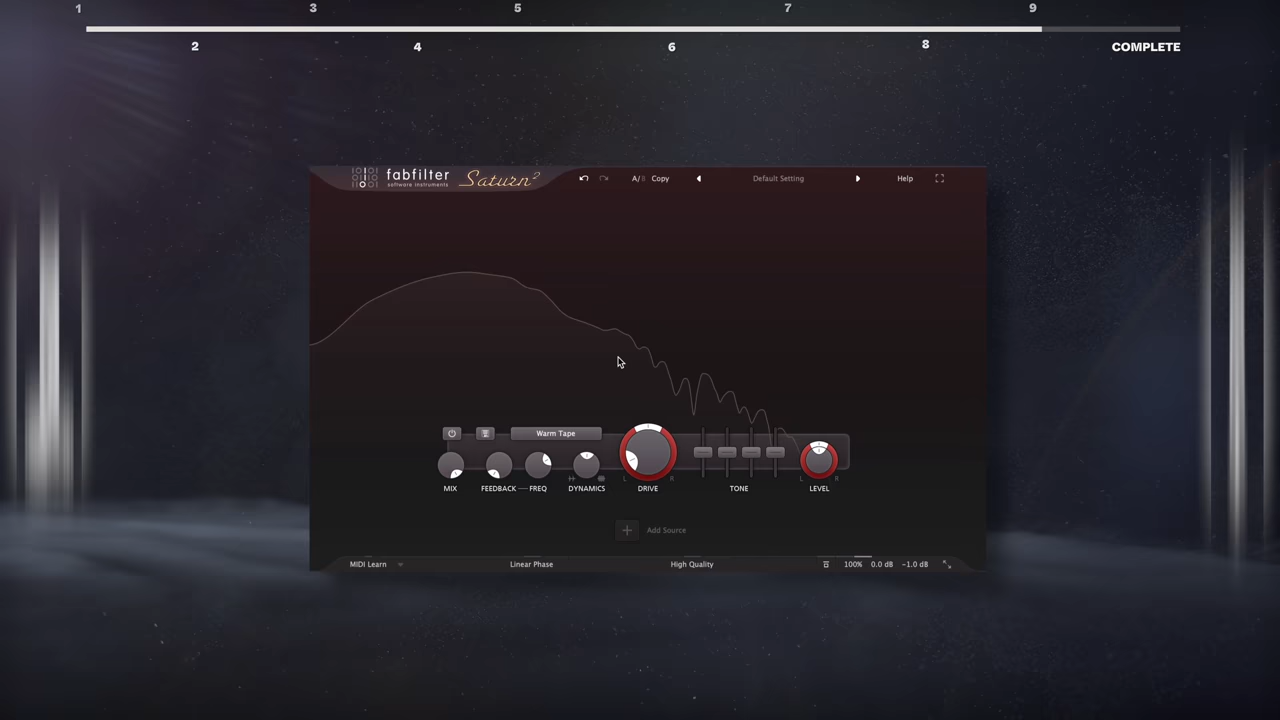 1 3 5 7 9
2 4 6 8 COMPLETE
fabfilter Saturn 2
software instruments
A/B Copy Default Setting Help
Warm Tape
L R L R
MIX FEEDBACK FREQ DYNAMICS DRIVE TONE LEVEL
+ Add Source
MIDI Learn Linear Phase High Quality 100% 0.0 dB −1.0 dB